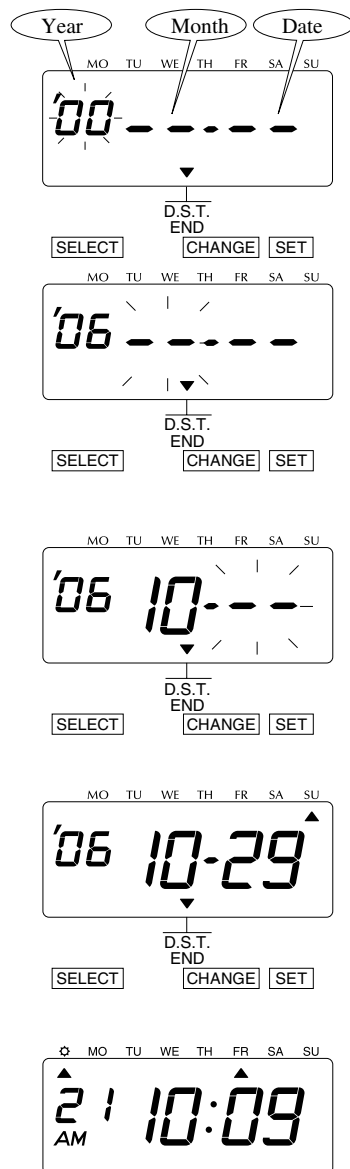 Year Month Date
MO TU WE TH FR SA SU
'00 -- -- - -- --
D.S.T.
END
SELECT CHANGE SET
MO TU WE TH FR SA SU
'06 -- -- - -- --
D.S.T.
END
SELECT CHANGE SET
MO TU WE TH FR SA SU
'06 10 - -- --
D.S.T.
END
SELECT CHANGE SET
MO TU WE TH FR SA SU
'06 10-29
D.S.T.
END
SELECT CHANGE SET
MO TU WE TH FR SA SU
21 10:09
AM